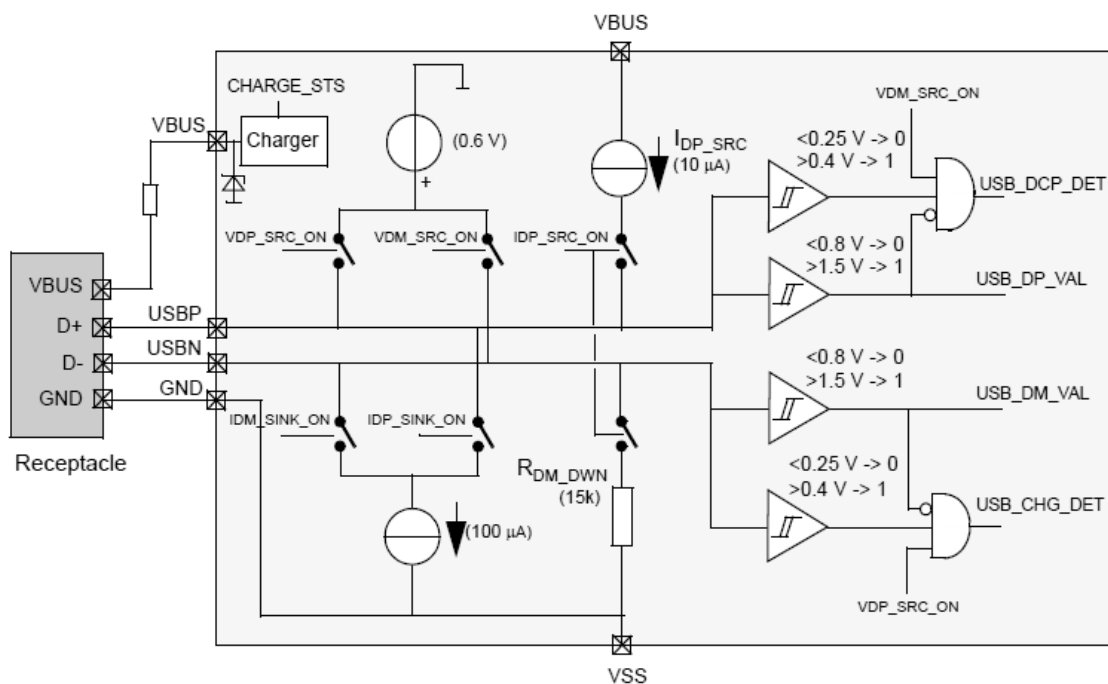 VBUS
CHARGE_STS
VBUS
Charger
(0.6 V)
+
I_DP_SRC
(10 µA)
VDM_SRC_ON
<0.25 V -> 0
>0.4 V -> 1
USB_DCP_DET
VDP_SRC_ON
VDM_SRC_ON
IDP_SRC_ON
<0.8 V -> 0
>1.5 V -> 1
USB_DP_VAL
VBUS
D+
D-
GND
Receptacle
USBP
USBN
GND
<0.8 V -> 0
>1.5 V -> 1
USB_DM_VAL
IDM_SINK_ON
IDP_SINK_ON
R_DM_DWN
(15k)
<0.25 V -> 0
>0.4 V -> 1
USB_CHG_DET
(100 µA)
VDP_SRC_ON
VSS